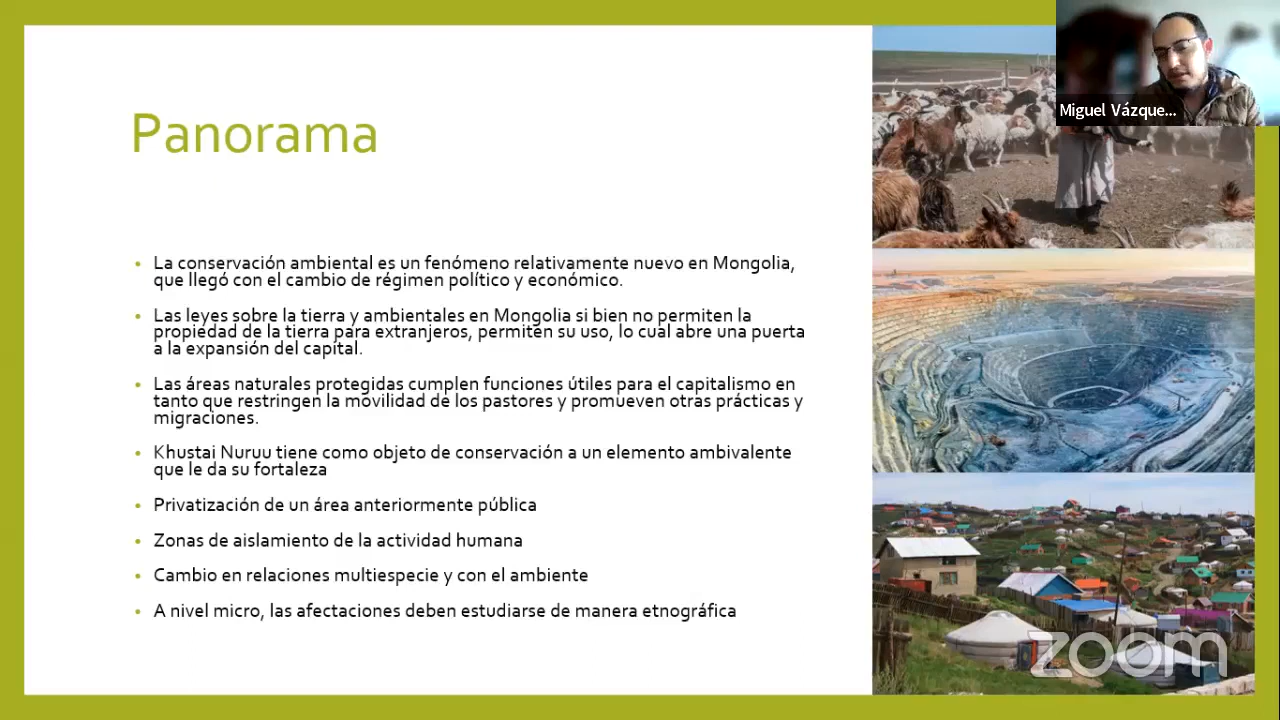 Panorama
La conservación ambiental es un fenómeno relativamente nuevo en Mongolia,
que llegó con el cambio de régimen político y económico.
Las leyes sobre la tierra y ambientales en Mongolia si bien no permiten la
propiedad de la tierra para extranjeros, permiten su uso, lo cual abre una puerta
a la expansión del capital.
Las áreas naturales protegidas cumplen funciones útiles para el capitalismo en
tanto que restringen la movilidad de los pastores y promueven otras prácticas y
migraciones.
Khustai Nuruu tiene como objeto de conservación a un elemento ambivalente
que le da su fortaleza
Privatización de un área anteriormente pública
Zonas de aislamiento de la actividad humana
Cambio en relaciones multiespecie y con el ambiente
A nivel micro, las afectaciones deben estudiarse de manera etnográfica
Miguel Vázque...
zoom